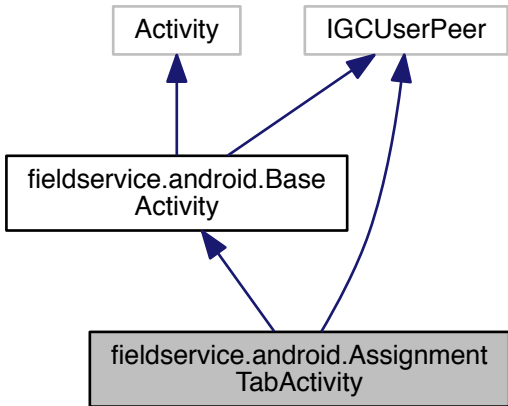 Activity
IGCUserPeer
fieldservice.android.Base
Activity
fieldservice.android.Assignment
TabActivity